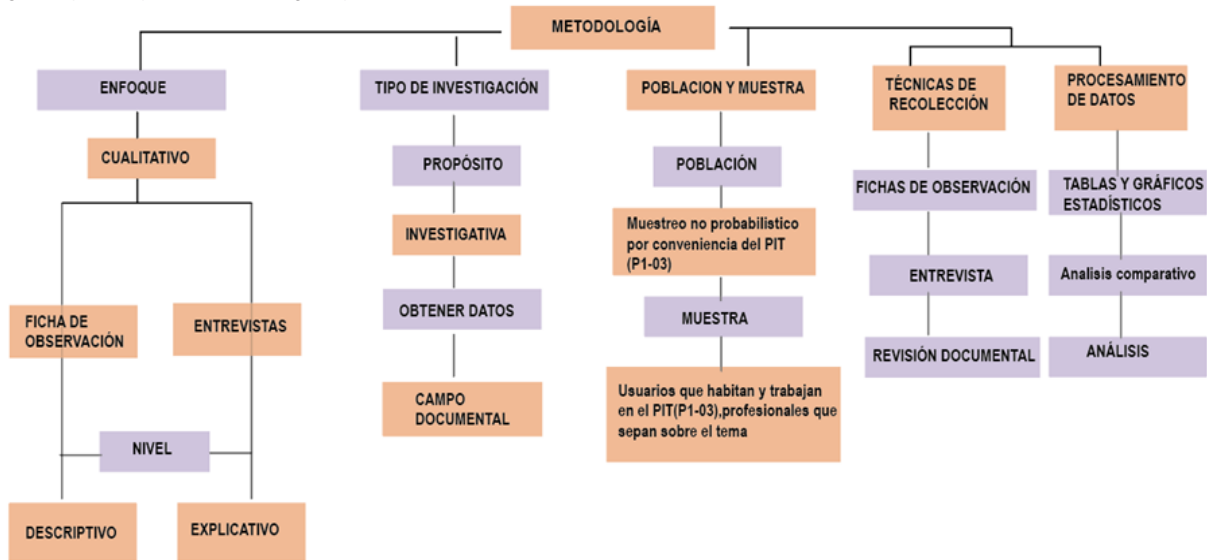 METODOLOGÍA
ENFOQUE
TIPO DE INVESTIGACIÓN
POBLACION Y MUESTRA
TÉCNICAS DE
RECOLECCIÓN
PROCESAMIENTO
DE DATOS
CUALITATIVO
PROPÓSITO
POBLACIÓN
FICHAS DE OBSERVACIÓN
TABLAS Y GRÁFICOS
ESTADÍSTICOS
INVESTIGATIVA
Muestreo no probabilistico
por conveniencia del PIT
(P1-03)
ENTREVISTA
Analisis comparativo
FICHA DE
OBSERVACIÓN
ENTREVISTAS
OBTENER DATOS
MUESTRA
REVISIÓN DOCUMENTAL
ANÁLISIS
CAMPO
DOCUMENTAL
Usuarios que habitan y trabajan
en el PIT(P1-03),profesionales que
sepan sobre el tema
NIVEL
DESCRIPTIVO
EXPLICATIVO